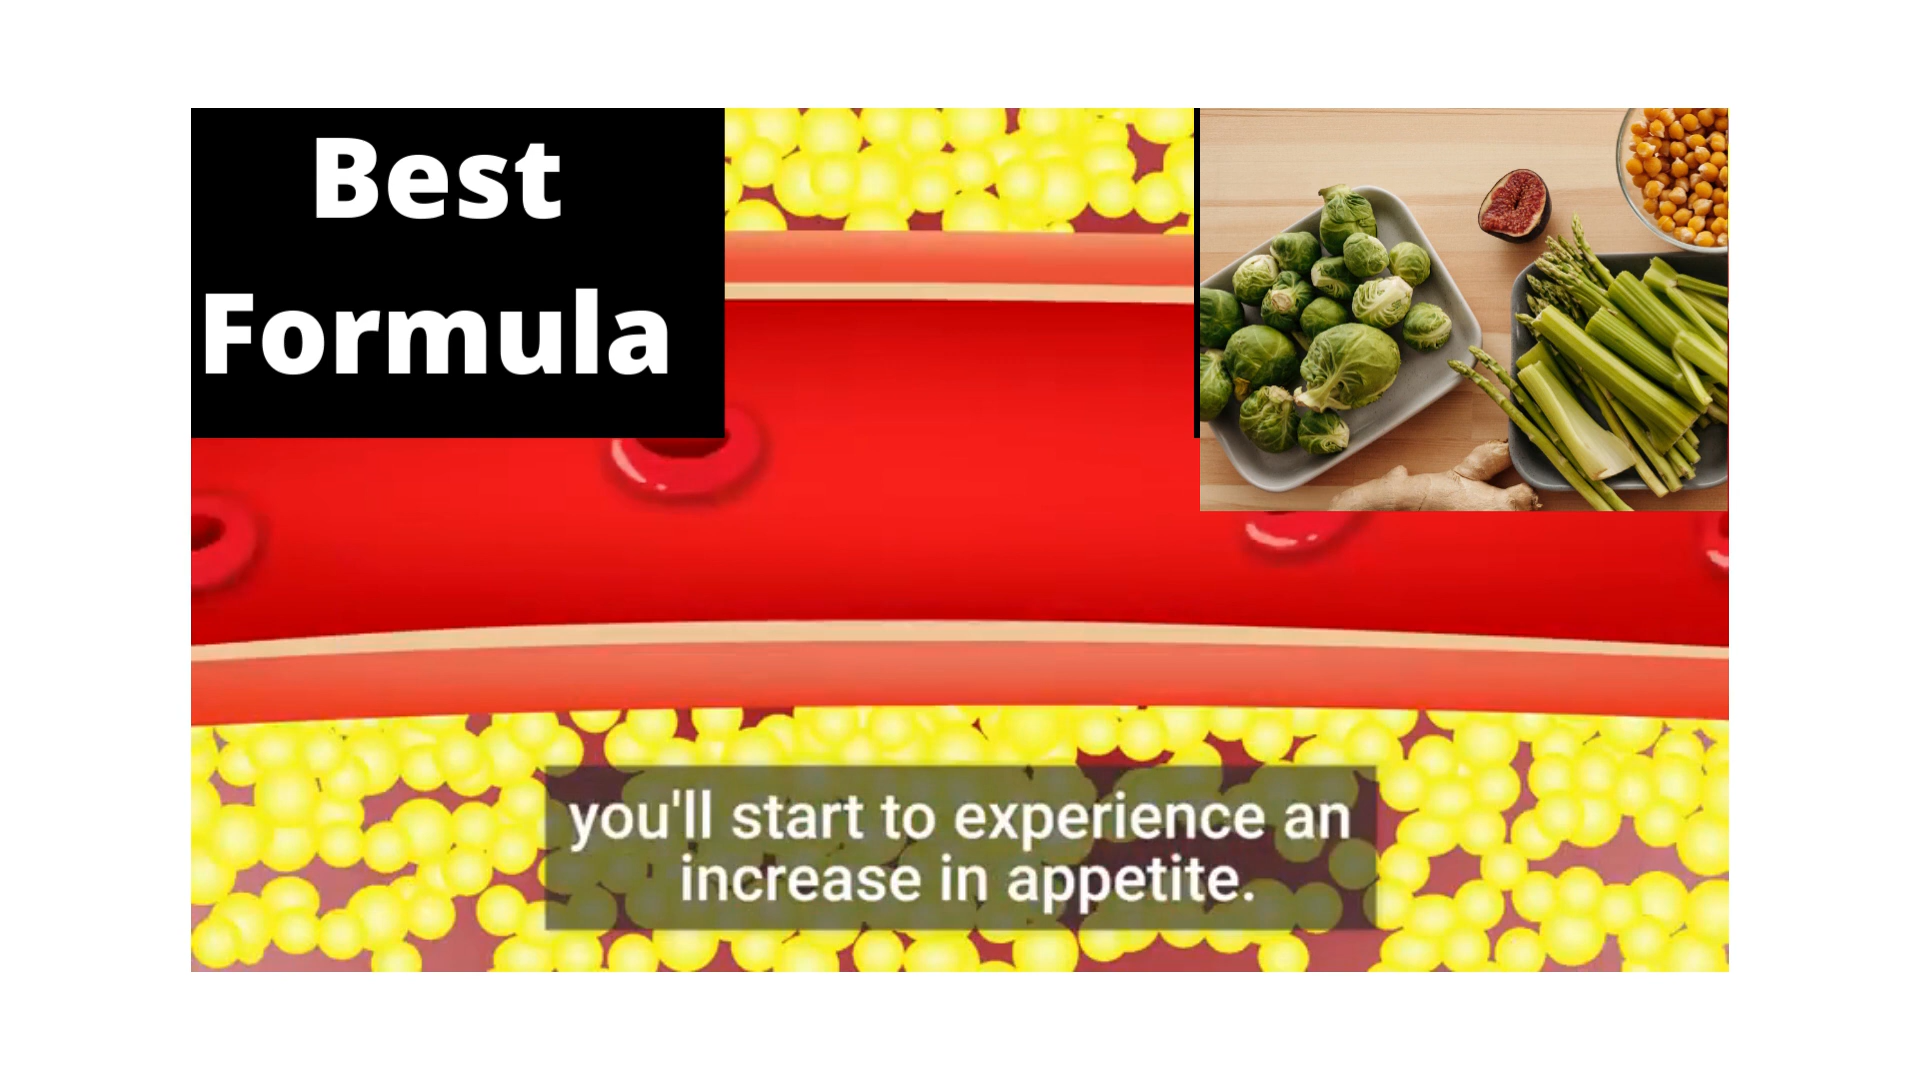 Best
Formula
you'll start to experience an
increase in appetite.